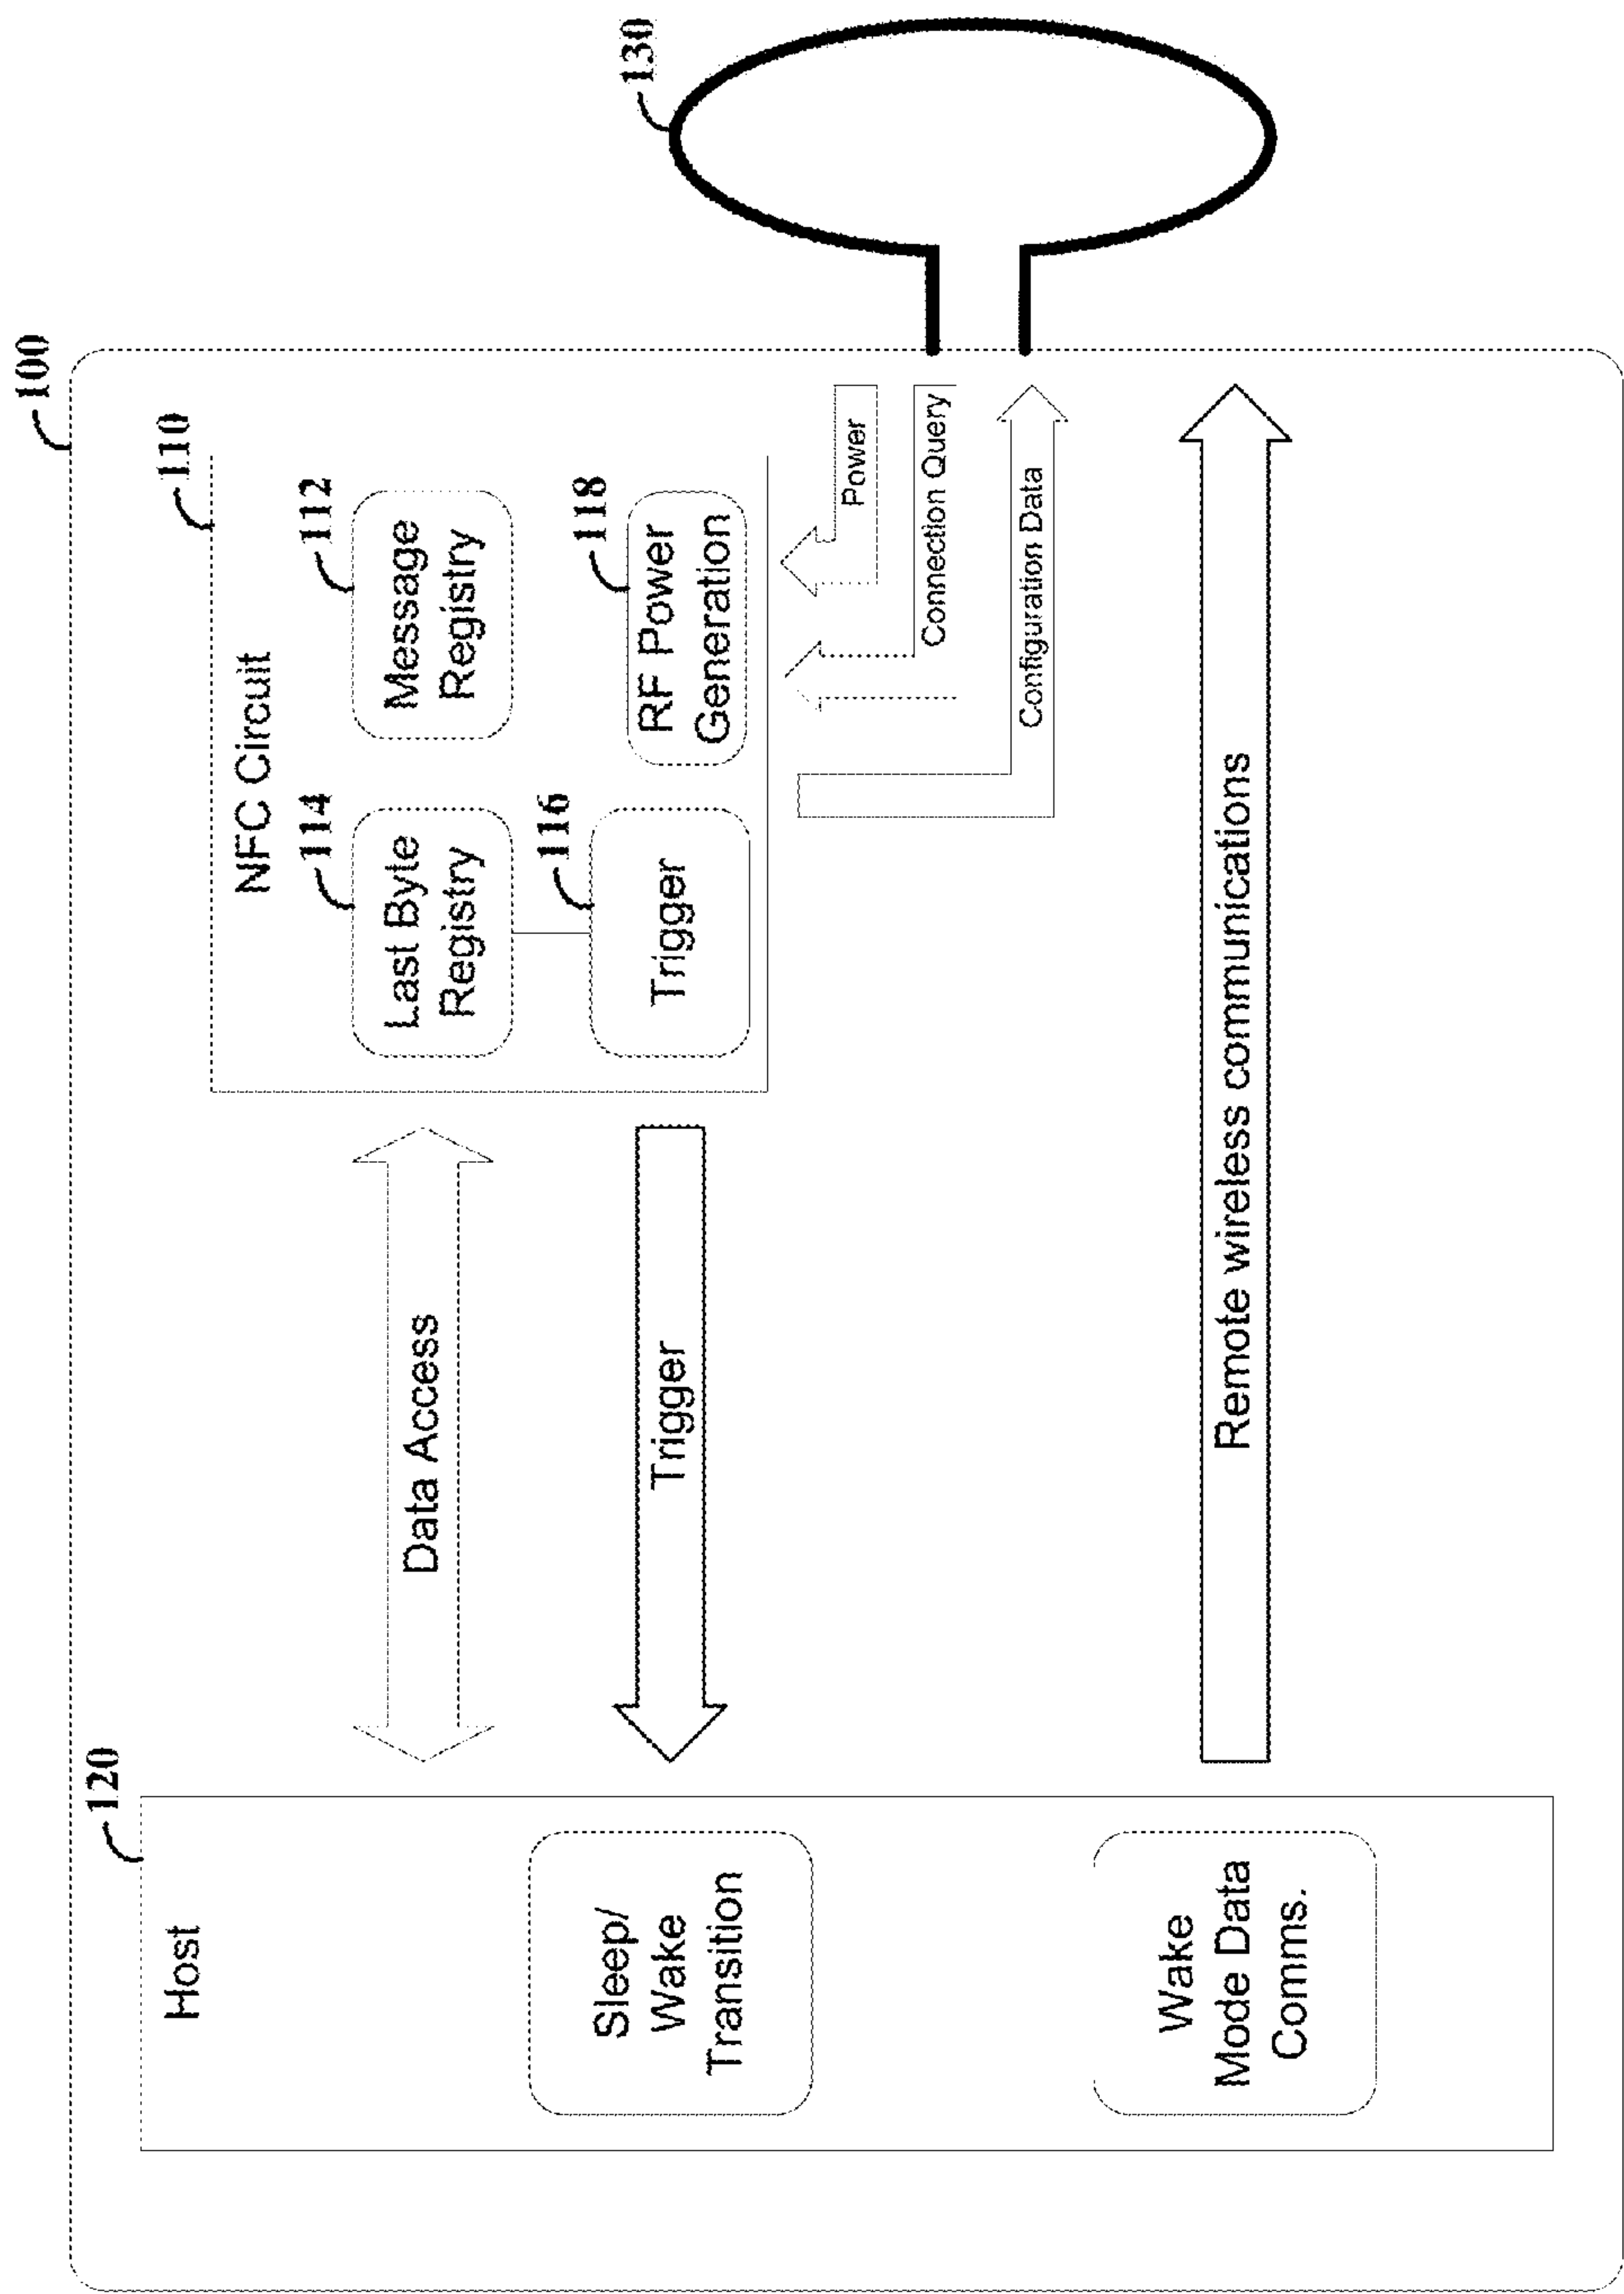 100
120
Host
Sleep/
Wake
Transition
Wake
Mode Data
Comms.
Data Access
Trigger
Remote wireless communications
110
NFC Circuit
114
Last Byte
Registry
112
Message
Registry
116
Trigger
118
RF Power
Generation
Power
Connection Query
Configuration Data
130